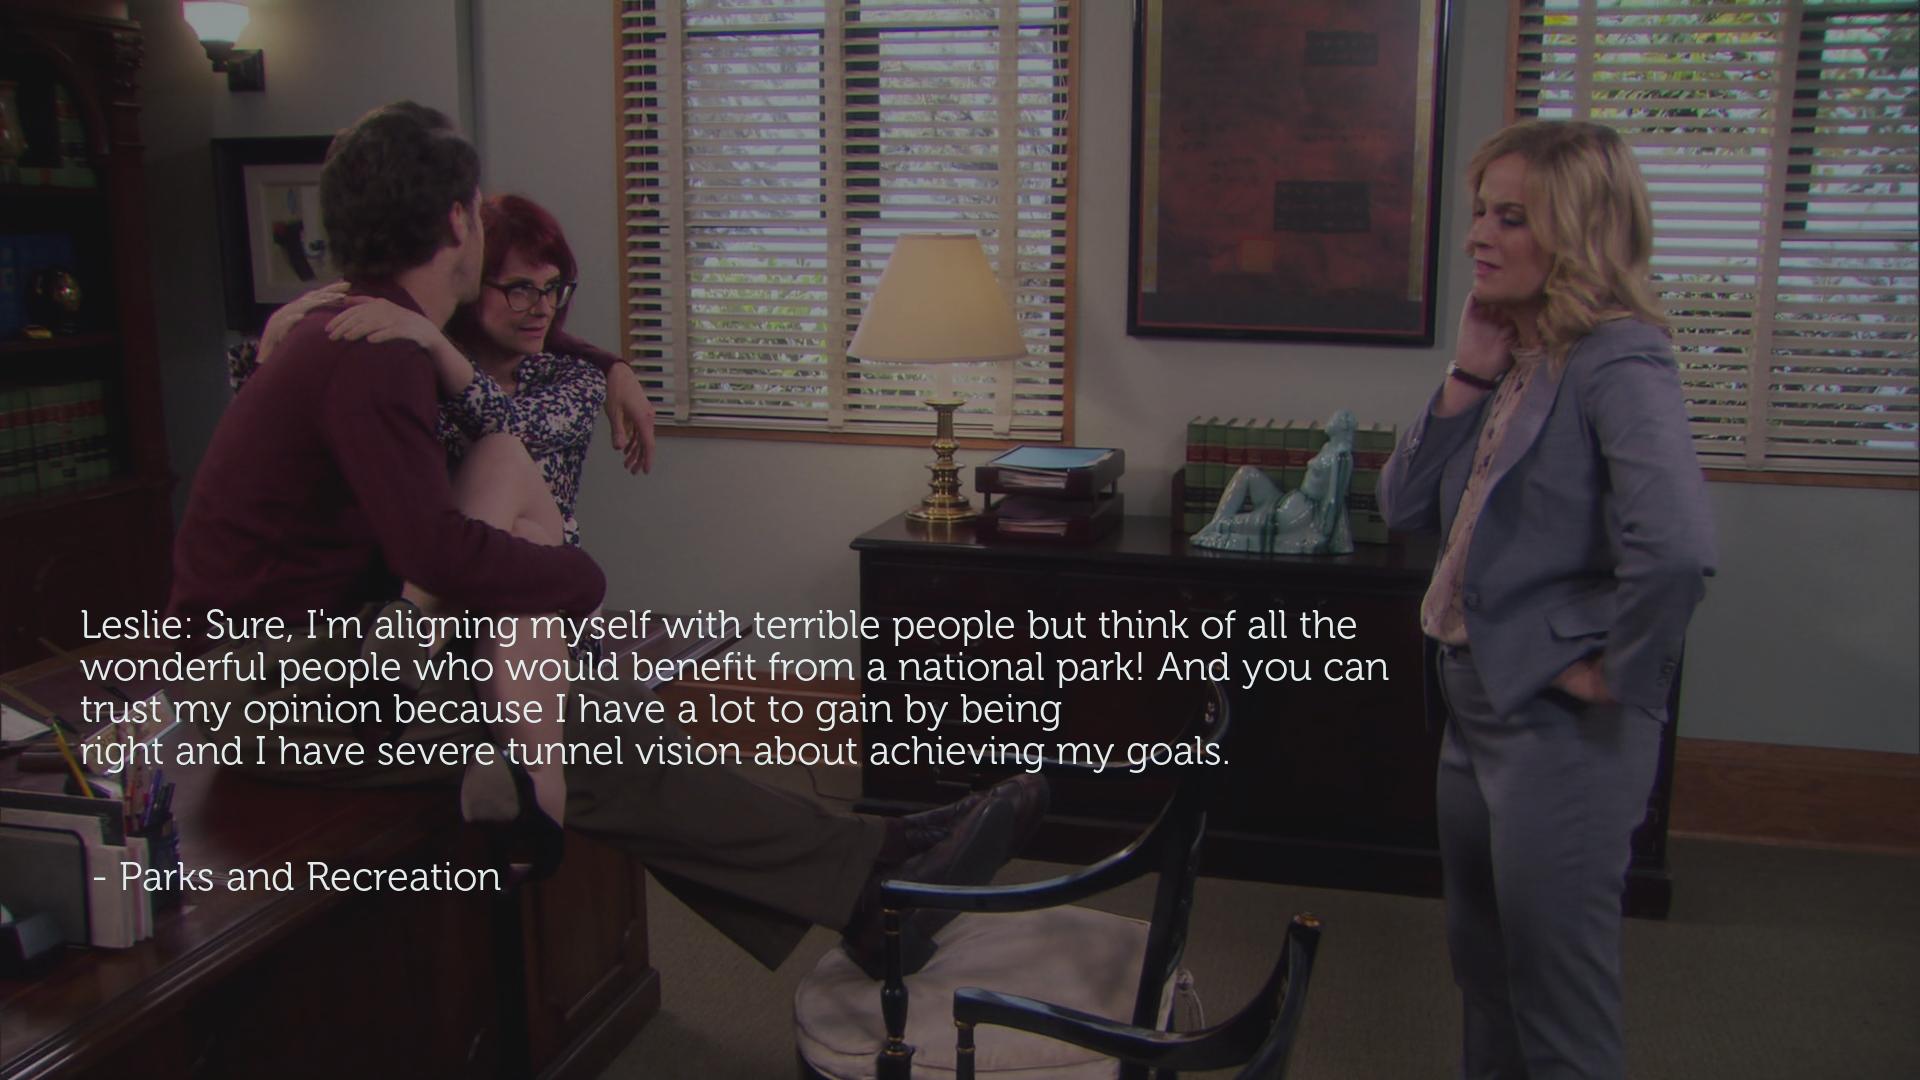 Leslie: Sure, I'm aligning myself with terrible people but think of all the
wonderful people who would benefit from a national park! And you can
trust my opinion because I have a lot to gain by being
right and I have severe tunnel vision about achieving my goals.
- Parks and Recreation